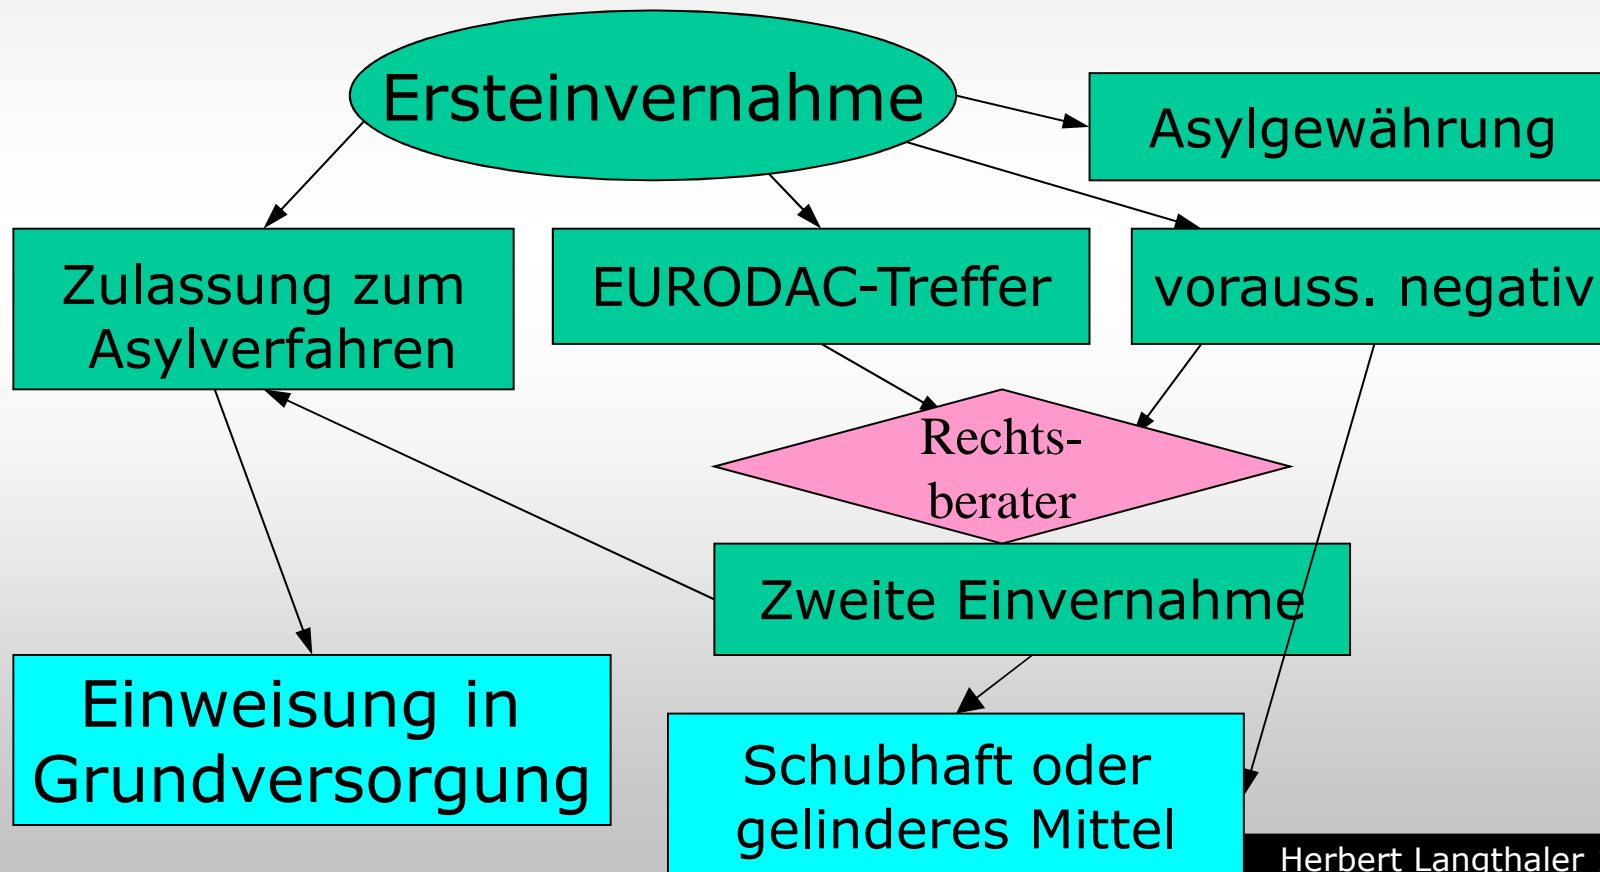 Ersteinvernahme
Asylgewährung
Zulassung zum
Asylverfahren
EURODAC-Treffer
vorauss. negativ
Rechts-
berater
Zweite Einvernahme
Einweisung in
Grundversorgung
Schubhaft oder
gelinderes Mittel
Herbert Langthaler